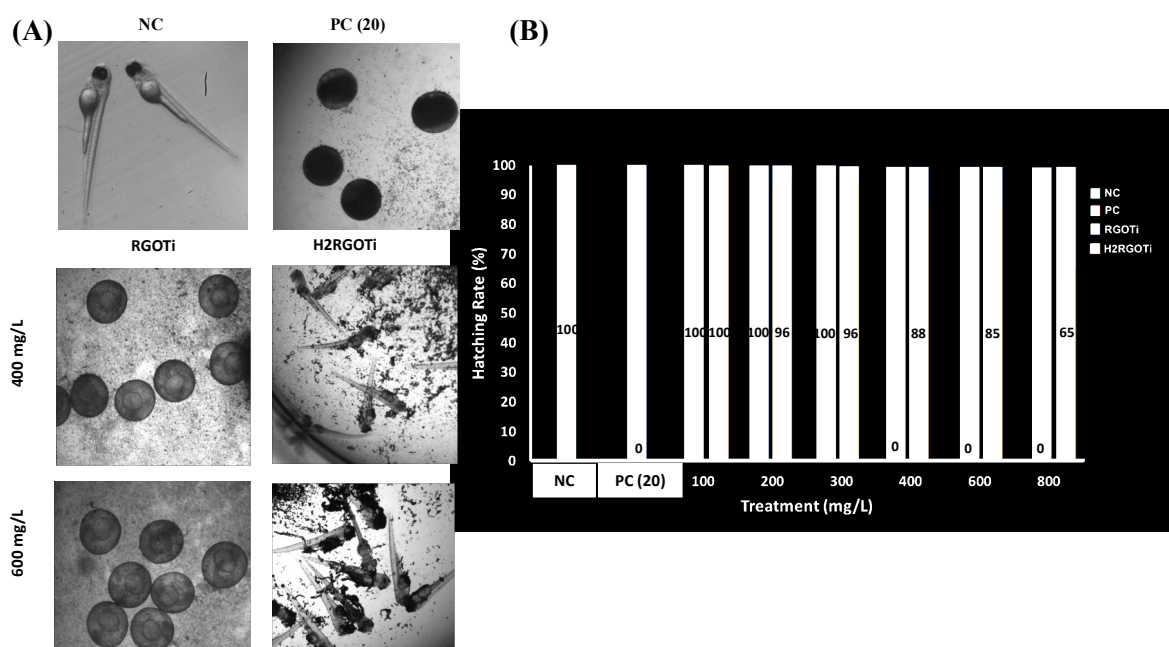 (A)
NC
PC (20)
RGOTi
H2RGOTi
400 mg/L
600 mg/L
(B)
Hatching Rate (%)
100
90
80
70
60
50
40
30
20
10
0
100
0
100
100
100
96
100
96
0
88
0
85
0
65
NC
PC (20)
100
200
300
400
600
800
Treatment (mg/L)
NC
PC
RGOTi
H2RGOTi